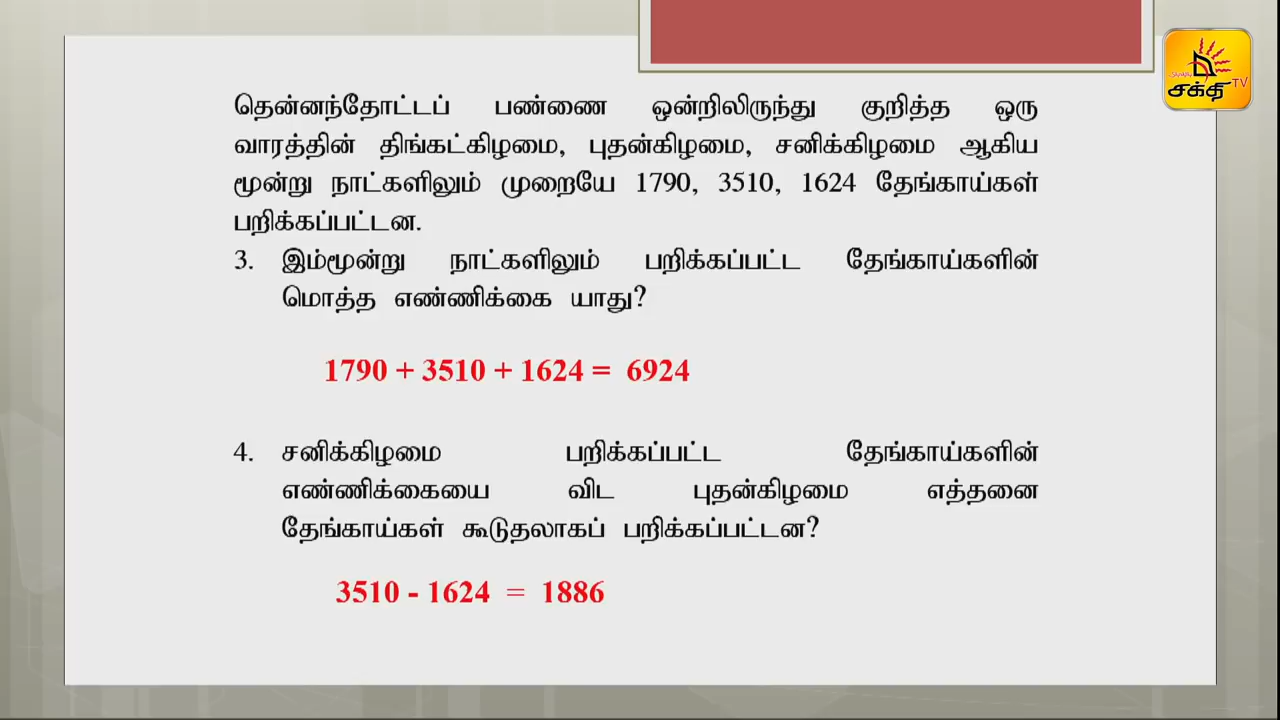 தென்னந்தோட்டப் பண்ணை ஒன்றிலிருந்து குறித்த ஒரு
வாரத்தின் திங்கட்கிழமை, புதன்கிழமை, சனிக்கிழமை ஆகிய
மூன்று நாட்களிலும் முறையே 1790, 3510, 1624 தேங்காய்கள்
பறிக்கப்பட்டன.
3. இம்மூன்று நாட்களிலும் பறிக்கப்பட்ட தேங்காய்களின்
மொத்த எண்ணிக்கை யாது?
1790 + 3510 + 1624 = 6924
4. சனிக்கிழமை பறிக்கப்பட்ட தேங்காய்களின்
எண்ணிக்கையை விட புதன்கிழமை எத்தனை
தேங்காய்கள் கூடுதலாகப் பறிக்கப்பட்டன?
3510 - 1624 = 1886
சக்தி TV